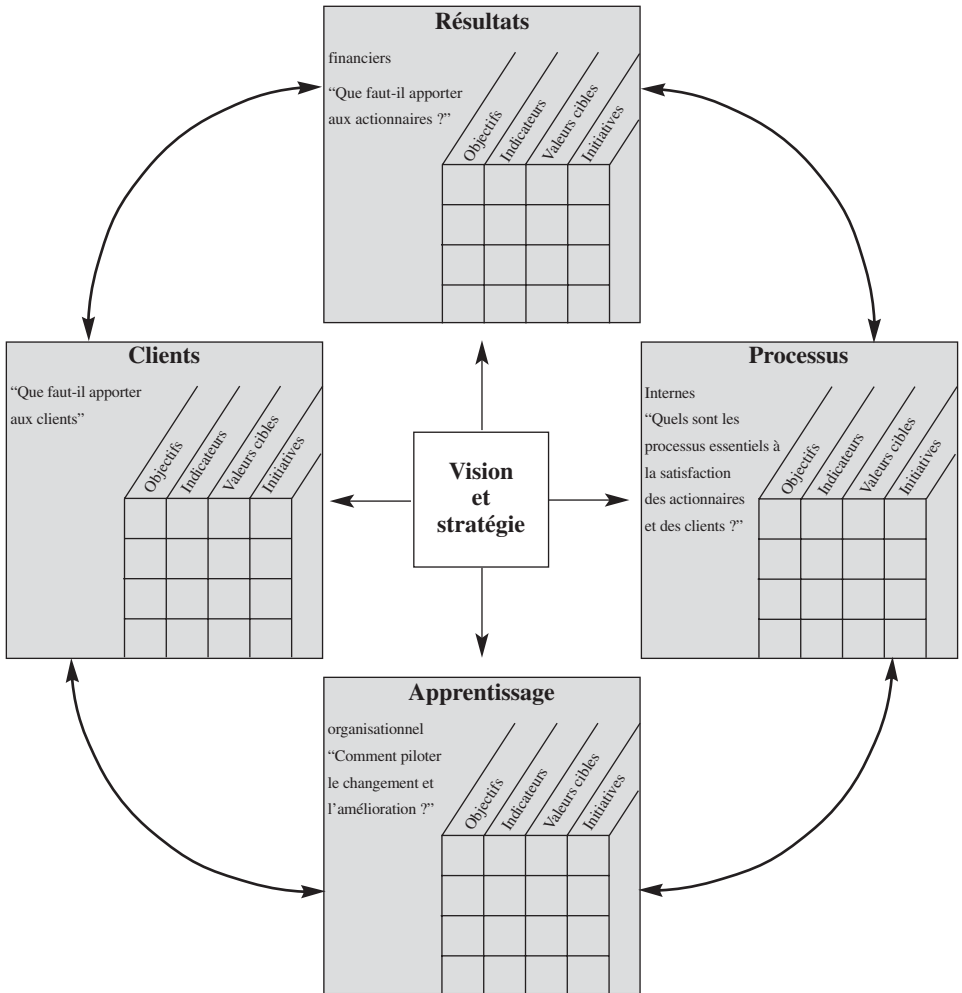 Résultats
financiers
“Que faut-il apporter
aux actionnaires ?”
Objectifs
Indicateurs
Valeurs cibles
Initiatives
Clients
“Que faut-il apporter
aux clients”
Objectifs
Indicateurs
Valeurs cibles
Initiatives
Vision
et
stratégie
Processus
Internes
“Quels sont les
processus essentiels à
la satisfaction
des actionnaires
et des clients ?”
Objectifs
Indicateurs
Valeurs cibles
Initiatives
Apprentissage
organisationnel
“Comment piloter
le changement et
l’amélioration ?”
Objectifs
Indicateurs
Valeurs cibles
Initiatives